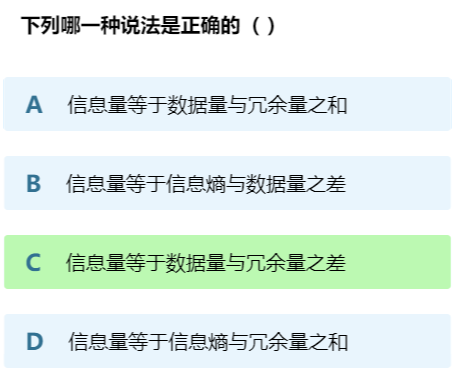 下列哪一种说法是正确的（ ）
A 信息量等于数据量与冗余量之和
B 信息量等于信息熵与数据量之差
C 信息量等于数据量与冗余量之差
D 信息量等于信息熵与冗余量之和